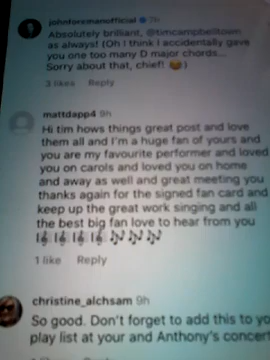 johnforemanofficial 2h
Absolutely brilliant, @timcampbelltown
as always! (Oh I think I accidentally gave
you one too many D major chords...
Sorry about that, chief! 😂)
3 likes Reply
mattdapp4 9h
Hi tim hows things great post and love
them all and I'm a huge fan of yours and
you are my favourite performer and loved
you on carols and loved you on home
and away as well and great meeting you
thanks again for the signed fan card and
keep up the great work singing and all
the best big fan love to hear from you
🎼🎼🎼🎼🎶🎶🎶
1 like Reply
christine_alchsam 9h
So good. Don't forget to add this to yo
play list at your and Anthony's concert